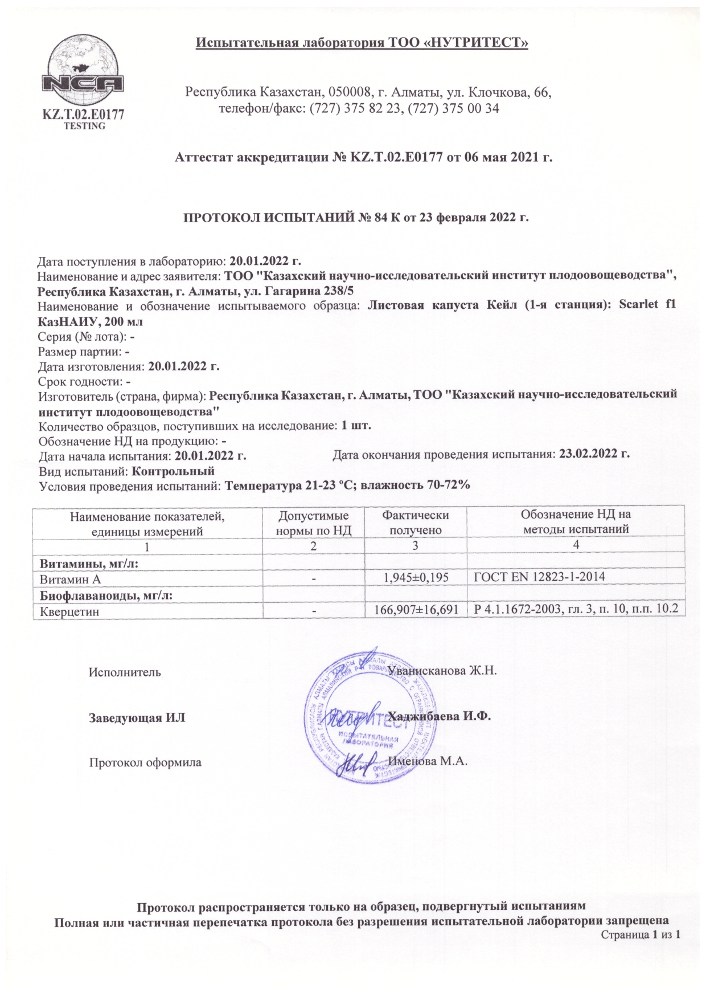 Испытательная лаборатория ТОО «НУТРИТЕСТ»
NCA
KZ.T.02.E0177
TESTING
Республика Казахстан, 050008, г. Алматы, ул. Клочкова, 66,
телефон/факс: (727) 375 82 23, (727) 375 00 34
Аттестат аккредитации № KZ.T.02.E0177 от 06 мая 2021 г.
ПРОТОКОЛ ИСПЫТАНИЙ № 84 К от 23 февраля 2022 г.
Дата поступления в лабораторию: 20.01.2022 г.
Наименование и адрес заявителя: ТОО "Казахский научно-исследовательский институт плодоовощеводства",
Республика Казахстан, г. Алматы, ул. Гагарина 238/5
Наименование и обозначение испытываемого образца: Листовая капуста Кейл (1-я станция): Scarlet f1
КазНАИУ, 200 мл
Серия (№ лота): -
Размер партии: -
Дата изготовления: 20.01.2022 г.
Срок годности: -
Изготовитель (страна, фирма): Республика Казахстан, г. Алматы, ТОО "Казахский научно-исследовательский
институт плодоовощеводства"
Количество образцов, поступивших на исследование: 1 шт.
Обозначение НД на продукцию: -
Дата начала испытания: 20.01.2022 г. Дата окончания проведения испытания: 23.02.2022 г.
Вид испытаний: Контрольный
Условия проведения испытаний: Температура 21-23 ºС; влажность 70-72%
Наименование показателей, Допустимые Фактически Обозначение НД на
единицы измерений нормы по НД получено методы испытаний
1 2 3 4
Витамины, мг/л:
Витамин А - 1,945±0,195 ГОСТ EN 12823-1-2014
Биофлаваноиды, мг/л:
Кверцетин - 166,907±16,691 Р 4.1.1672-2003, гл. 3, п. 10, п.п. 10.2
Исполнитель Уванисканова Ж.Н.
Заведующая ИЛ Хаджибаева И.Ф.
НУТРИТЕСТ
ИСПЫТАТЕЛЬНАЯ
ЛАБОРАТОРИЯ
Протокол оформила Именова М.А.
Протокол распространяется только на образец, подвергнутый испытаниям
Полная или частичная перепечатка протокола без разрешения испытательной лаборатории запрещена
Страница 1 из 1